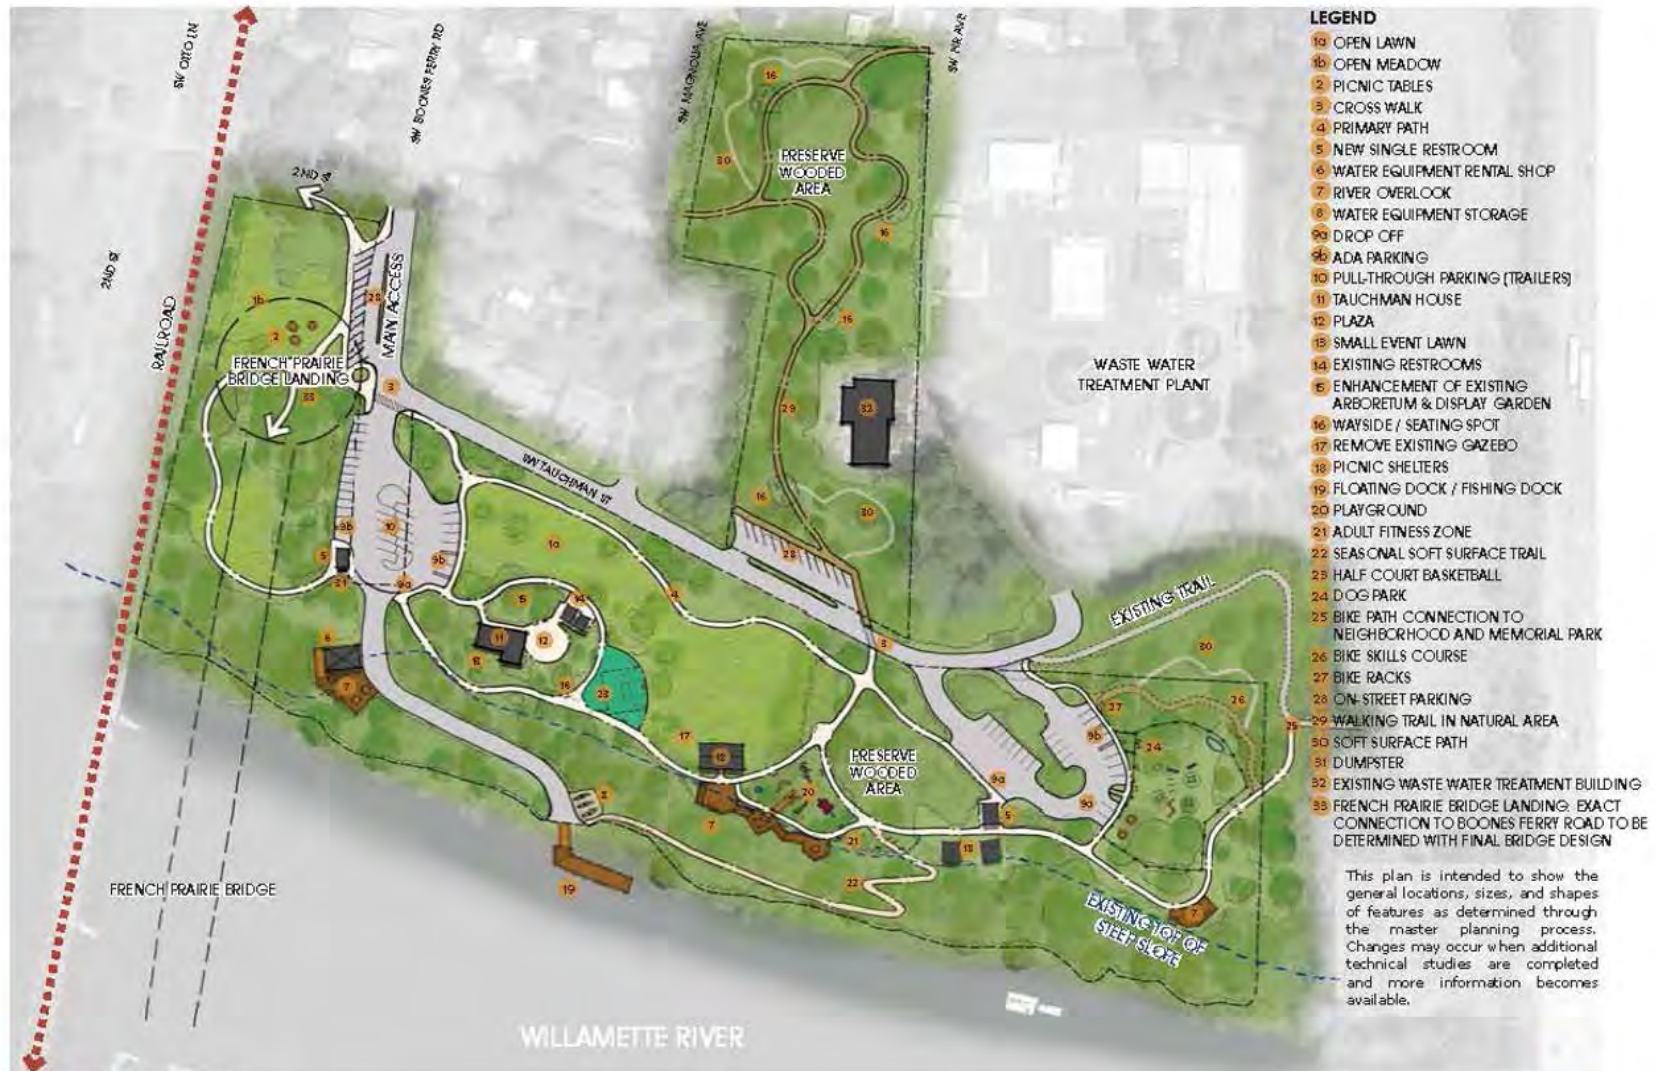 SW OTTO LN
SW BOONES FERRY RD
SW MAGNOLIA AVE
SW FIR AVE
2ND St
2ND St
RAILROAD
MAIN ACCESS
FRENCH PRAIRIE
BRIDGE LANDING
PRESERVE
WOODED
AREA
WASTE WATER
TREATMENT PLANT
SW TAUCHMAN ST
EXISTING TRAIL
PRESERVE
WOODED
AREA
EXISTING TOP OF
STEEP SLOPE
FRENCH PRAIRIE BRIDGE
WILLAMETTE RIVER
LEGEND
1a OPEN LAWN
1b OPEN MEADOW
2 PICNIC TABLES
3 CROSS WALK
4 PRIMARY PATH
5 NEW SINGLE RESTROOM
6 WATER EQUIPMENT RENTAL SHOP
7 RIVER OVERLOOK
8 WATER EQUIPMENT STORAGE
9a DROP OFF
9b ADA PARKING
10 PULL-THROUGH PARKING (TRAILERS)
11 TAUCHMAN HOUSE
12 PLAZA
13 SMALL EVENT LAWN
14 EXISTING RESTROOMS
15 ENHANCEMENT OF EXISTING
ARBORETUM & DISPLAY GARDEN
16 WAYSIDE / SEATING SPOT
17 REMOVE EXISTING GAZEBO
18 PICNIC SHELTERS
19 FLOATING DOCK / FISHING DOCK
20 PLAYGROUND
21 ADULT FITNESS ZONE
22 SEASONAL SOFT SURFACE TRAIL
23 HALF COURT BASKETBALL
24 DOG PARK
25 BIKE PATH CONNECTION TO
NEIGHBORHOOD AND MEMORIAL PARK
26 BIKE SKILLS COURSE
27 BIKE RACKS
28 ON-STREET PARKING
29 WALKING TRAIL IN NATURAL AREA
30 SOFT SURFACE PATH
31 DUMPSTER
32 EXISTING WASTE WATER TREATMENT BUILDING
33 FRENCH PRAIRIE BRIDGE LANDING: EXACT
CONNECTION TO BOONES FERRY ROAD TO BE
DETERMINED WITH FINAL BRIDGE DESIGN
This plan is intended to show the
general locations, sizes, and shapes
of features as determined through
the master planning process.
Changes may occur when additional
technical studies are completed
and more information becomes
available.